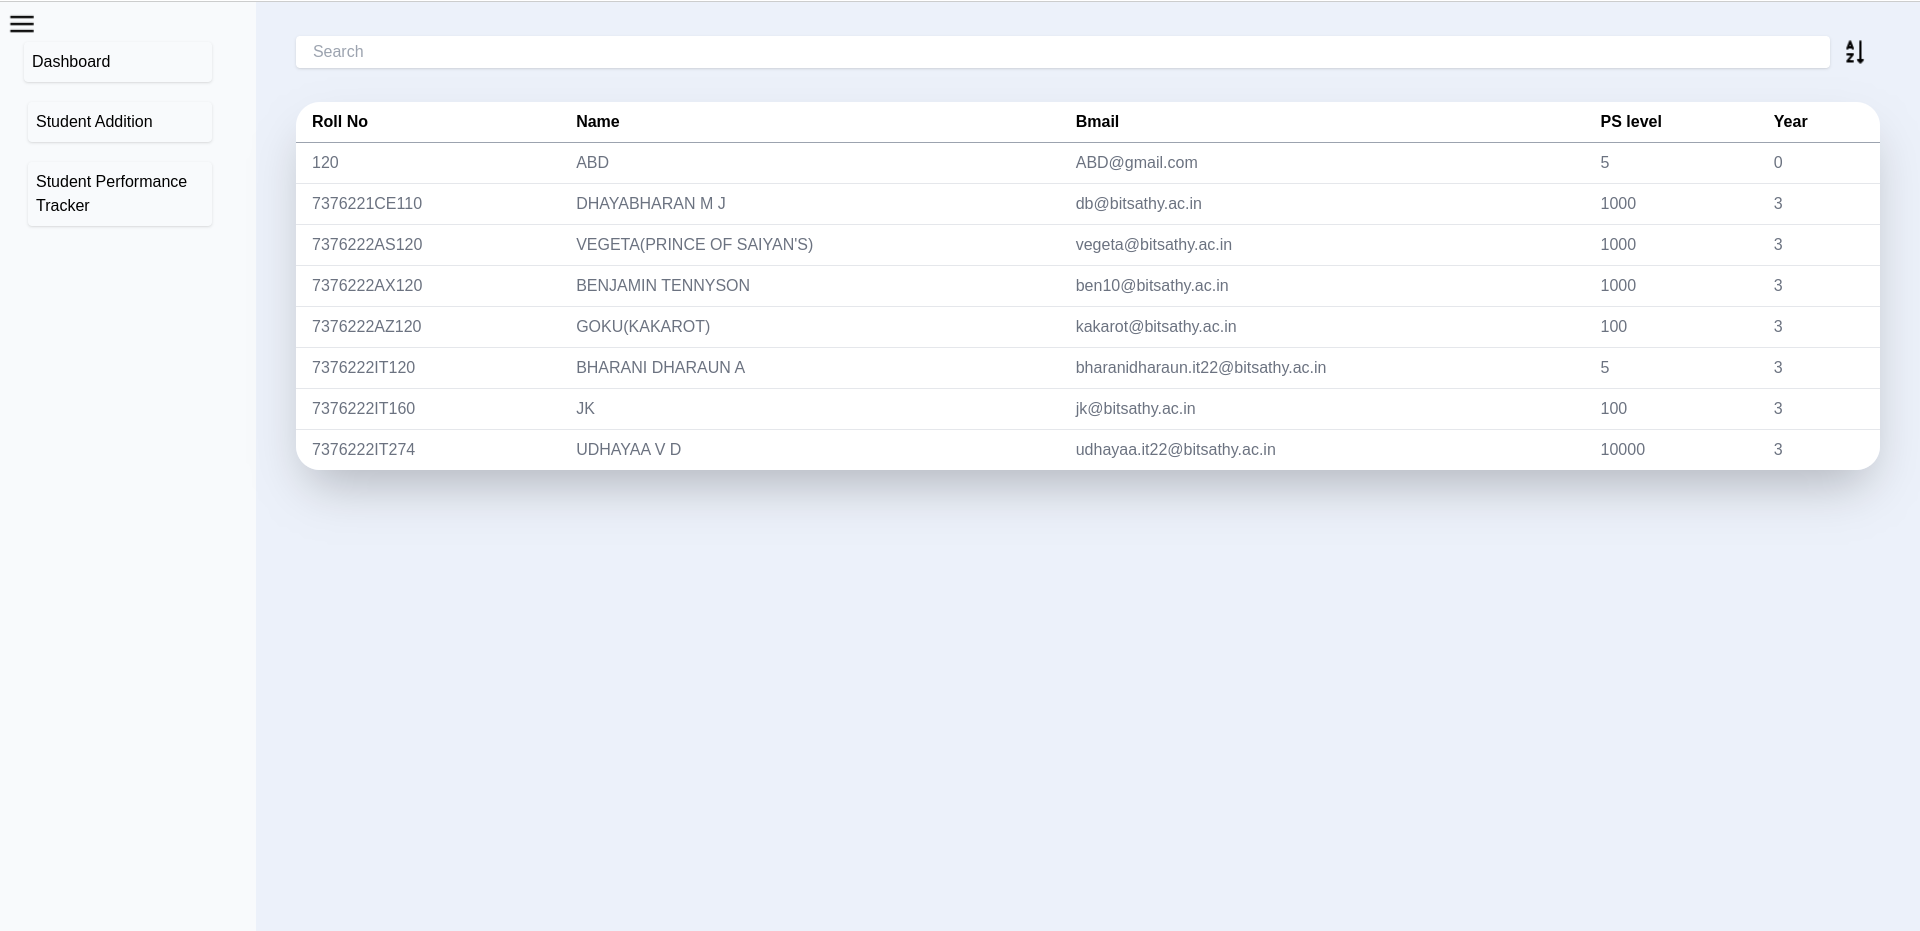 Dashboard
Student Addition
Student Performance
Tracker
Search
Roll No Name Bmail PS level Year
120 ABD ABD@gmail.com 5 0
7376221CE110 DHAYABHARAN M J db@bitsathy.ac.in 1000 3
7376222AS120 VEGETA(PRINCE OF SAIYAN'S) vegeta@bitsathy.ac.in 1000 3
7376222AX120 BENJAMIN TENNYSON ben10@bitsathy.ac.in 1000 3
7376222AZ120 GOKU(KAKAROT) kakarot@bitsathy.ac.in 100 3
7376222IT120 BHARANI DHARAUN A bharanidharaun.it22@bitsathy.ac.in 5 3
7376222IT160 JK jk@bitsathy.ac.in 100 3
7376222IT274 UDHAYAA V D udhayaa.it22@bitsathy.ac.in 10000 3